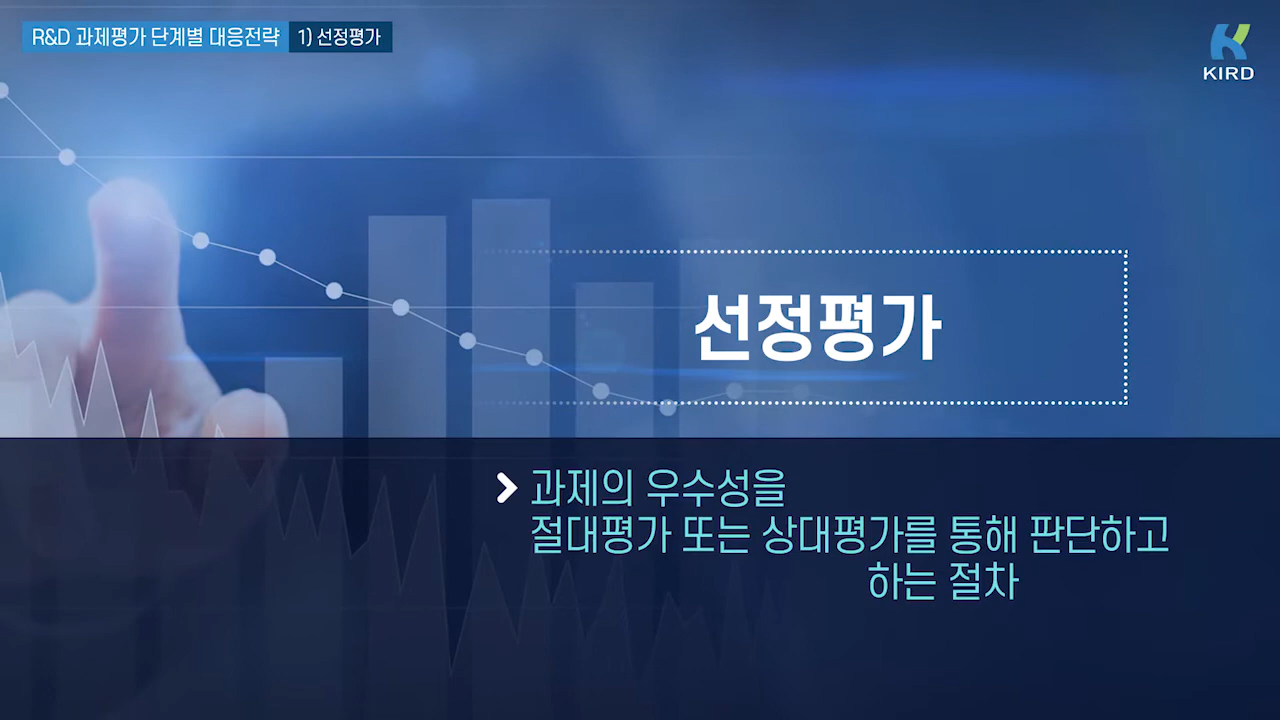 R&D 과제평가 단계별 대응전략 1) 선정평가
KIRD
선정평가
과제의 우수성을
절대평가 또는 상대평가를 통해 판단하고
하는 절차